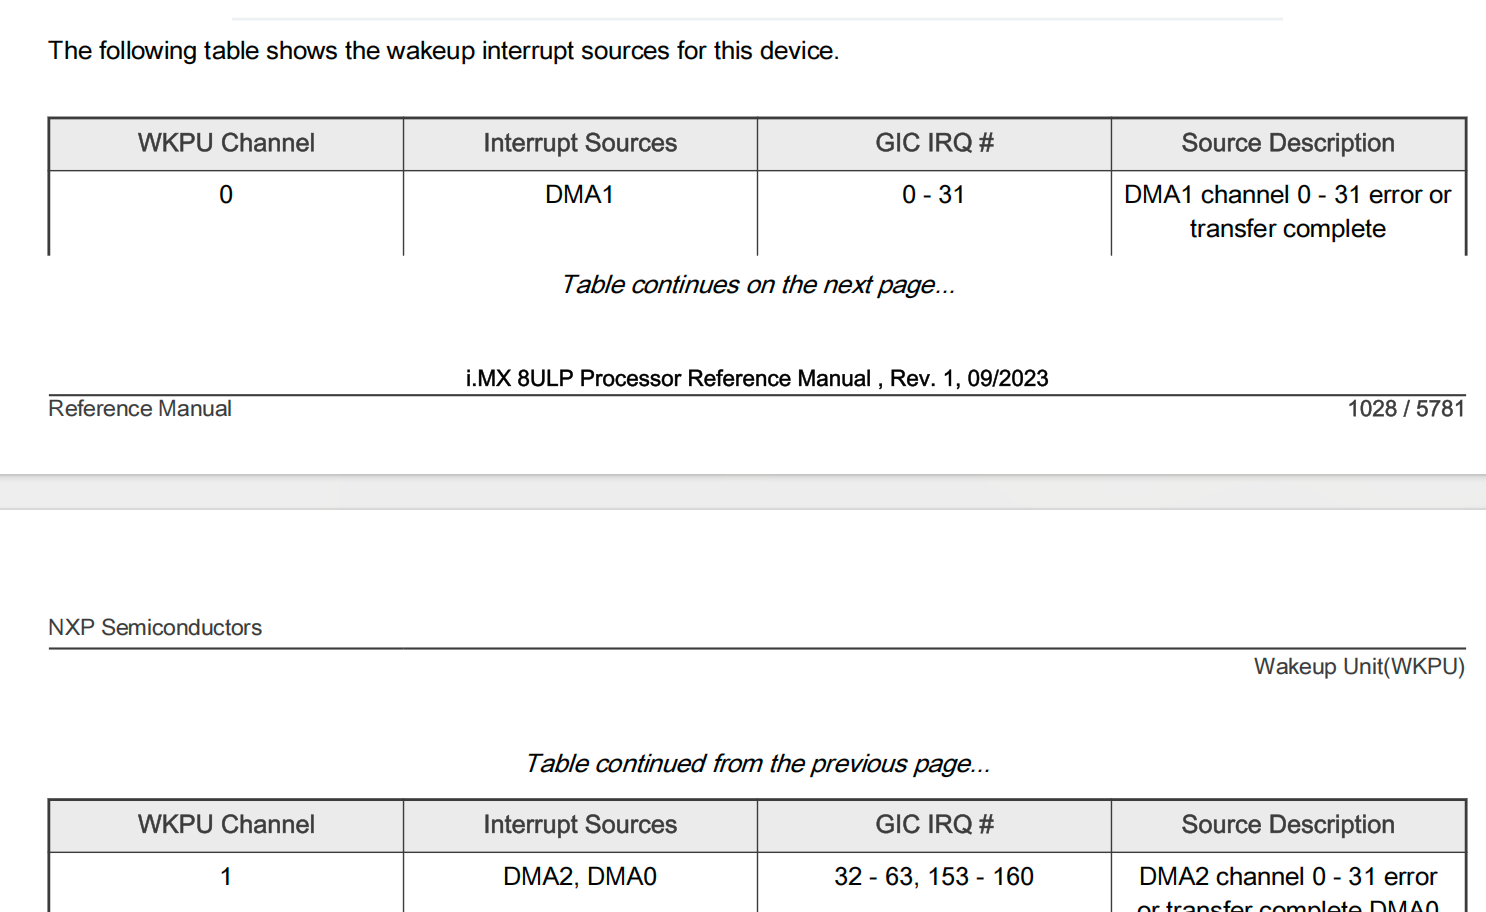 The following table shows the wakeup interrupt sources for this device.
WKPU Channel Interrupt Sources GIC IRQ # Source Description
0 DMA1 0 - 31 DMA1 channel 0 - 31 error or
transfer complete
Table continues on the next page...
i.MX 8ULP Processor Reference Manual , Rev. 1, 09/2023
Reference Manual 1028 / 5781
NXP Semiconductors
Wakeup Unit(WKPU)
Table continued from the previous page...
WKPU Channel Interrupt Sources GIC IRQ # Source Description
1 DMA2, DMA0 32 - 63, 153 - 160 DMA2 channel 0 - 31 error
or transfer complete DMA0